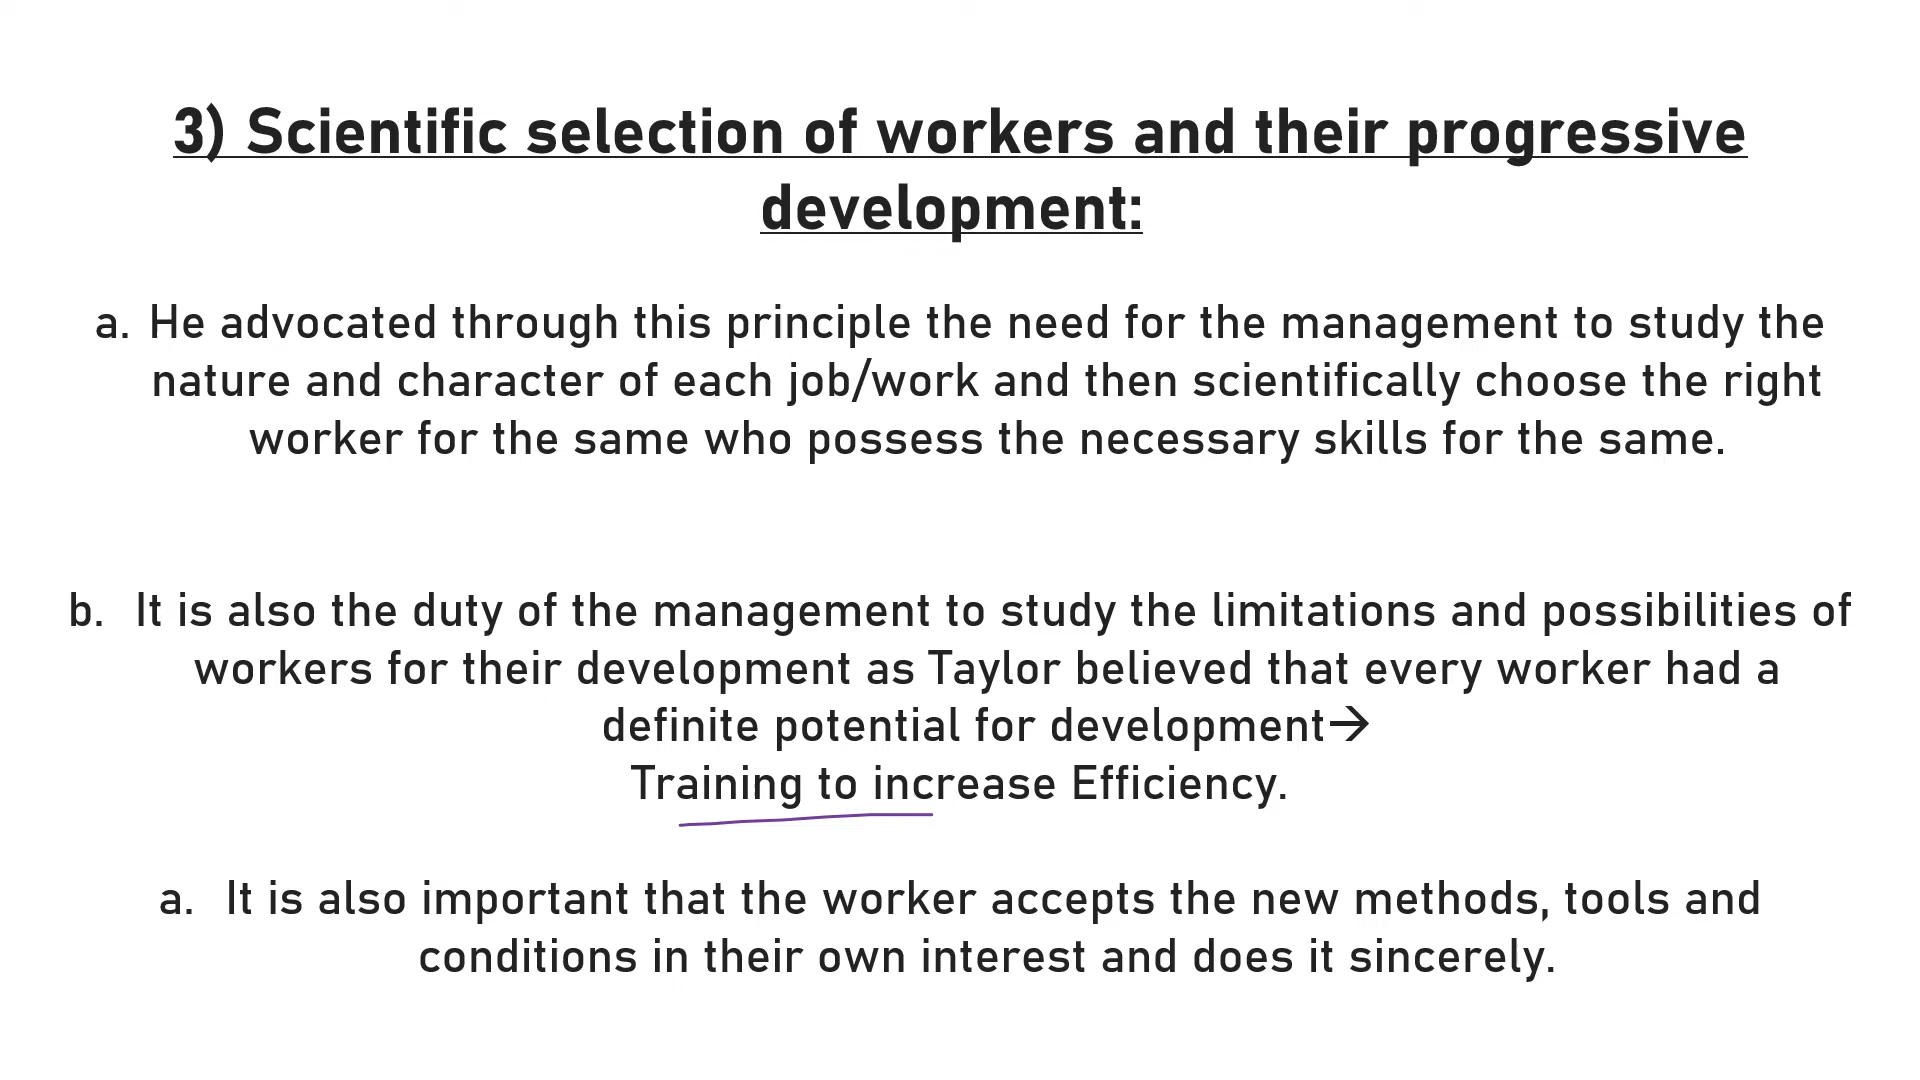 3) Scientific selection of workers and their progressive
development:
a. He advocated through this principle the need for the management to study the
nature and character of each job/work and then scientifically choose the right
worker for the same who possess the necessary skills for the same.
b. It is also the duty of the management to study the limitations and possibilities of
workers for their development as Taylor believed that every worker had a
definite potential for development→
Training to increase Efficiency.
a. It is also important that the worker accepts the new methods, tools and
conditions in their own interest and does it sincerely.